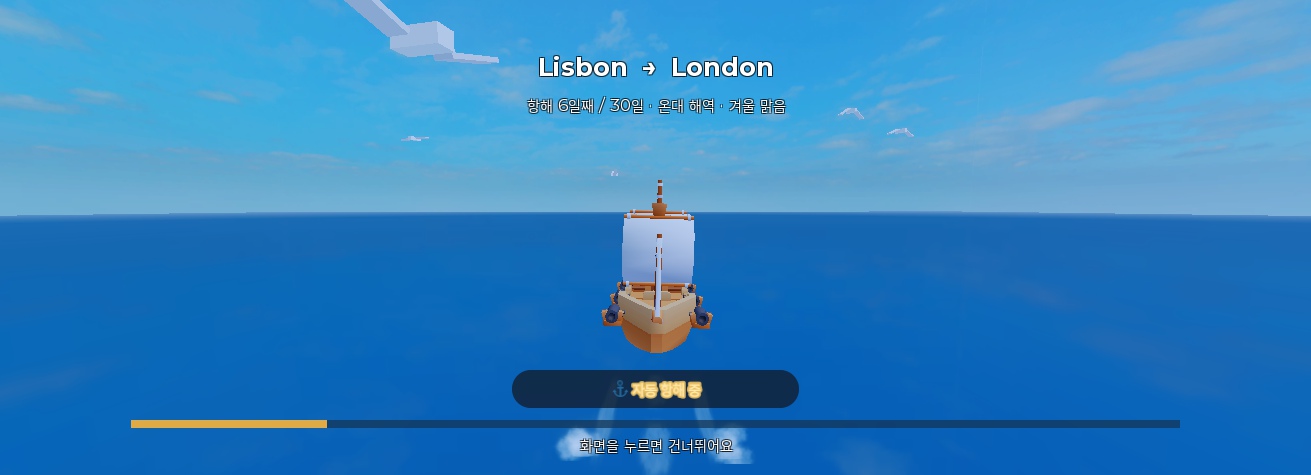 Lisbon → London
항해 6일째 / 30일 · 온대 해역 · 겨울 맑음
⚓ 자동 항해 중
화면을 누르면 건너뛰어요